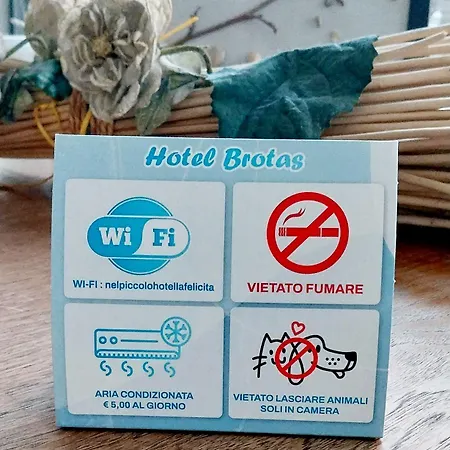 Hotel Brotas
Wi Fi
WI-FI : nelpiccolohotellafelicita
VIETATO FUMARE
ARIA CONDIZIONATA
€ 5,00 AL GIORNO
VIETATO LASCIARE ANIMALI
SOLI IN CAMERA